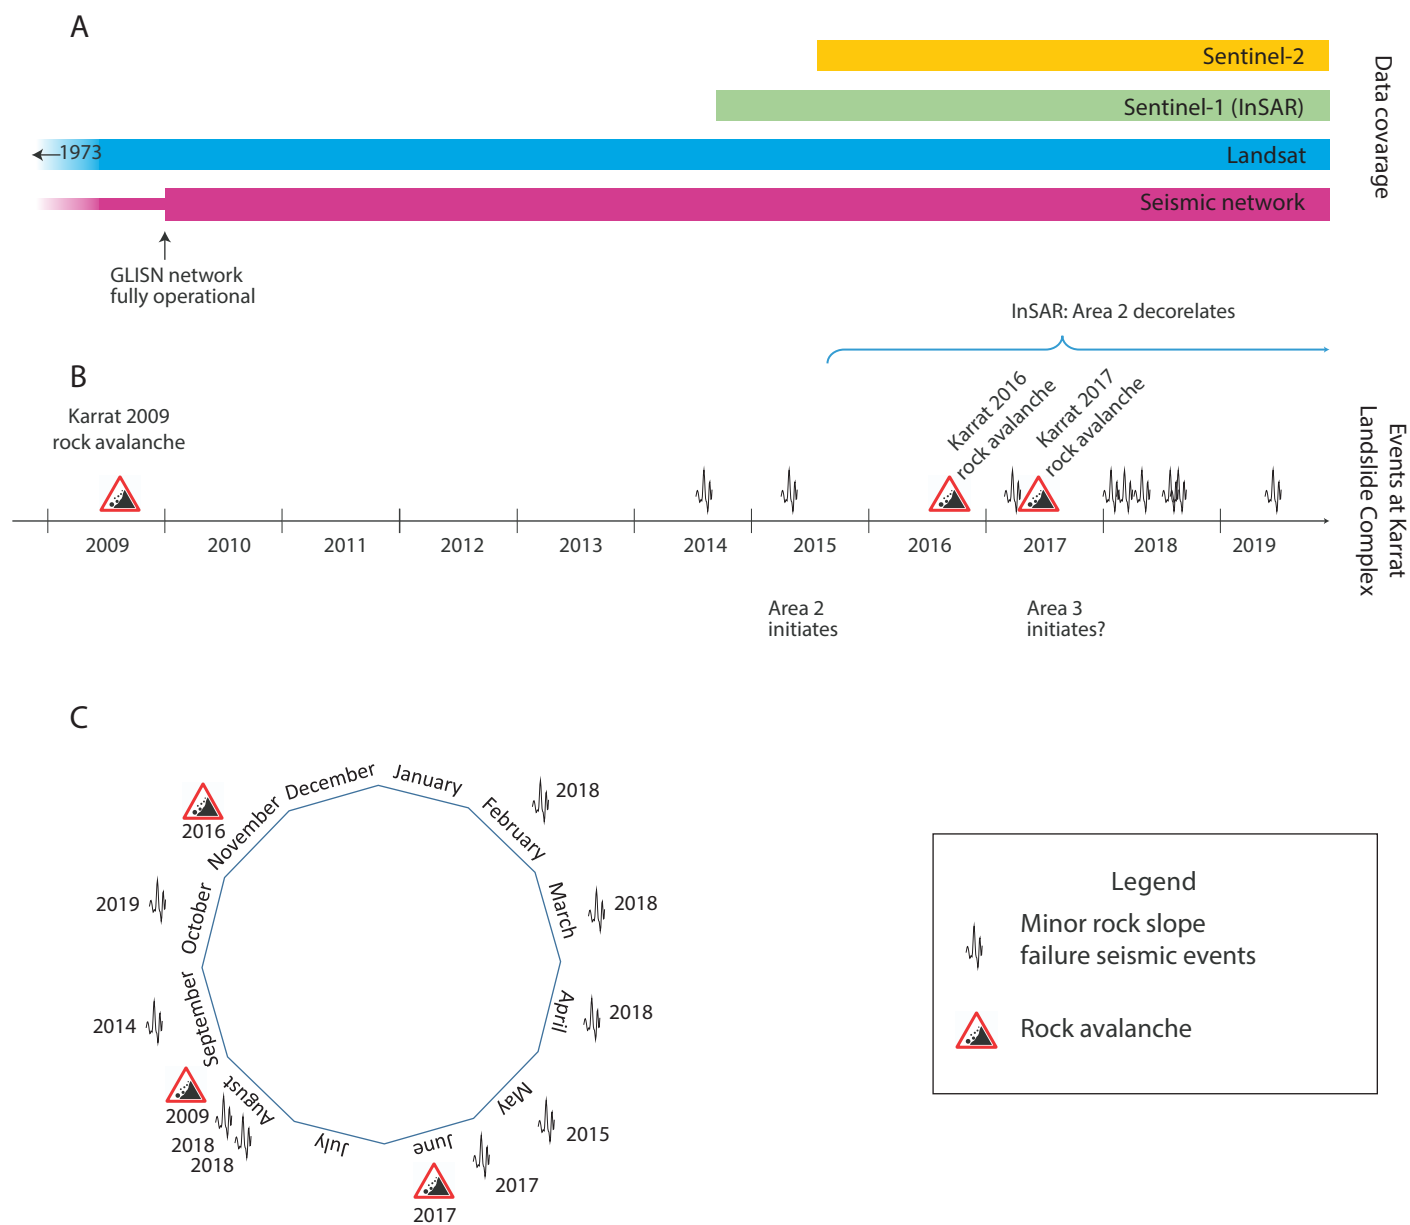 A
Sentinel-2
Sentinel-1 (InSAR)
1973
Landsat
Seismic network
Data covarage
GLISN network
fully operational
InSAR: Area 2 decorelates
B
Karrat 2009
rock avalanche
Karrat 2016
rock avalanche
Karrat 2017
rock avalanche
2009
2010
2011
2012
2013
2014
2015
2016
2017
2018
2019
Events at Karrat
Landslide Complex
Area 2
initiates
Area 3
initiates?
C
January
February
March
April
May
June
July
August
September
October
November
December
2018
2018
2018
2015
2017
2017
2018
2018
2009
2014
2019
2016
Legend
Minor rock slope
failure seismic events
Rock avalanche